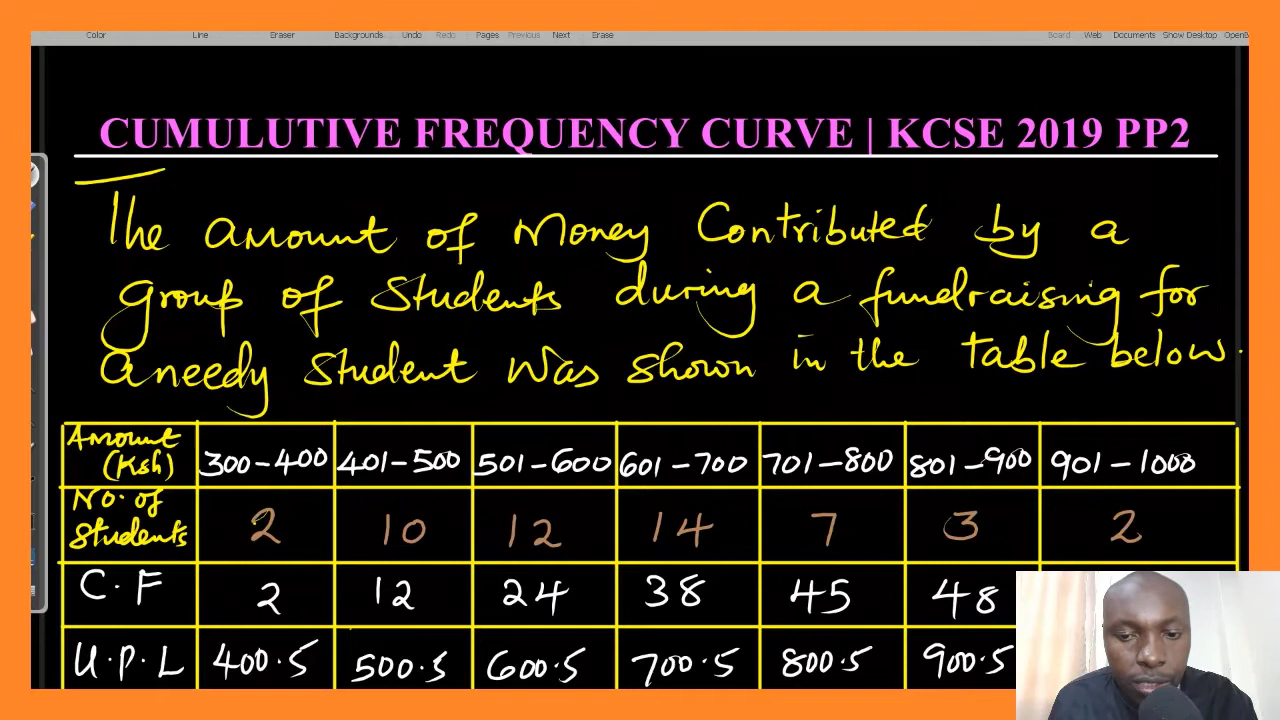 Color Line Eraser Backgrounds Undo Redo Pages Previous Next Erase Board Web Documents Show Desktop
CUMULUTIVE FREQUENCY CURVE | KCSE 2019 PP2
The amount of Money Contributed by a
group of Students during a fundraising for
aneedy Student was shown in the table below.
Amount (Ksh) 300-400 401-500 501-600 601-700 701-800 801-900 901-1000
No. of Students 2 10 12 14 7 3 2
C.F 2 12 24 38 45 48
U.P.L 400.5 500.5 600.5 700.5 800.5 900.5